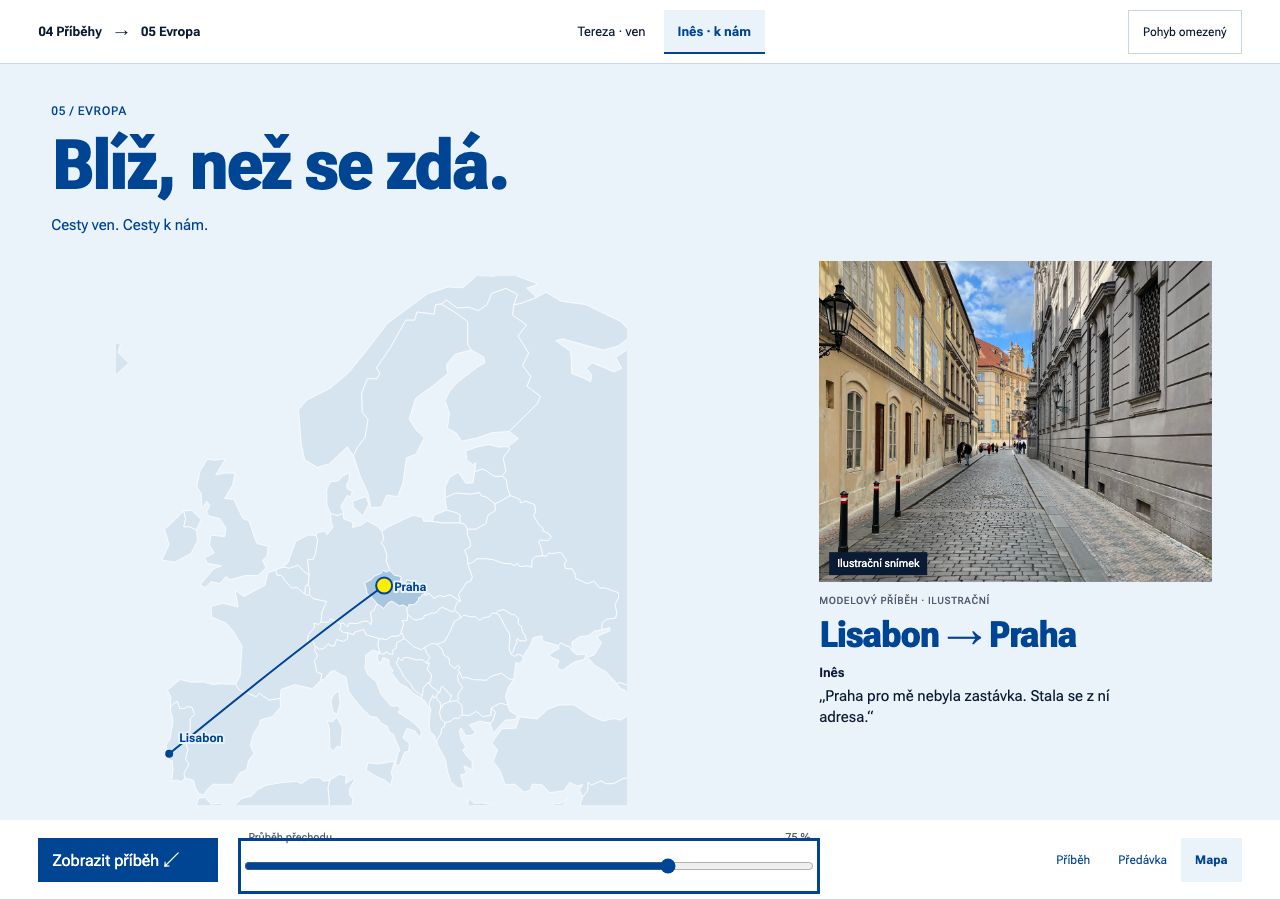 04 Příběhy → 05 Evropa
Tereza · ven
Inês · k nám
Pohyb omezený
05 / EVROPA
Blíž, než se zdá.
Cesty ven. Cesty k nám.
Praha
Lisabon
Ilustrační snímek
MODELOVÝ PŘÍBĚH · ILUSTRAČNÍ
Lisabon → Praha
Inês
„Praha pro mě nebyla zastávka. Stala se z ní
adresa.“
Zobrazit příběh ↙
Průběh přechodu
75 %
Příběh
Předávka
Mapa